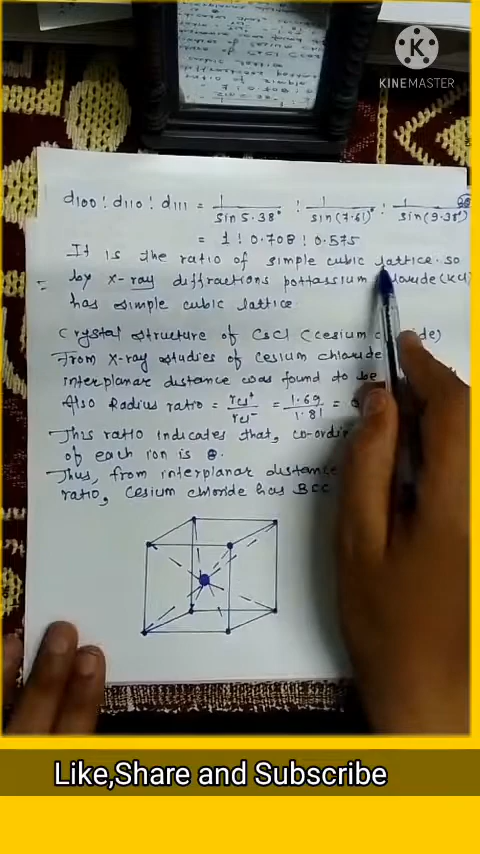 KINEMASTER
d100 : d110 : d111 = 1/sin 5.38° : 1/sin(7.61)° : 1/sin(9.38°)
= 1 : 0.708 : 0.575
It is the ratio of simple cubic lattice. so
by x-ray diffractions pottassium
has simple cubic lattice.
Crystal structure of CsCl (cesium
From x-ray studies of cesium chloride
interplanar distance was found to be
Also Radius ratio = rcs+/rcl- = 1.69/1.81 =
This ratio indicates that, co-ordin
of each ion is 8.
Thus, from interplanar distance
ratio, Cesium chloride has BCC
Like,Share and Subscribe